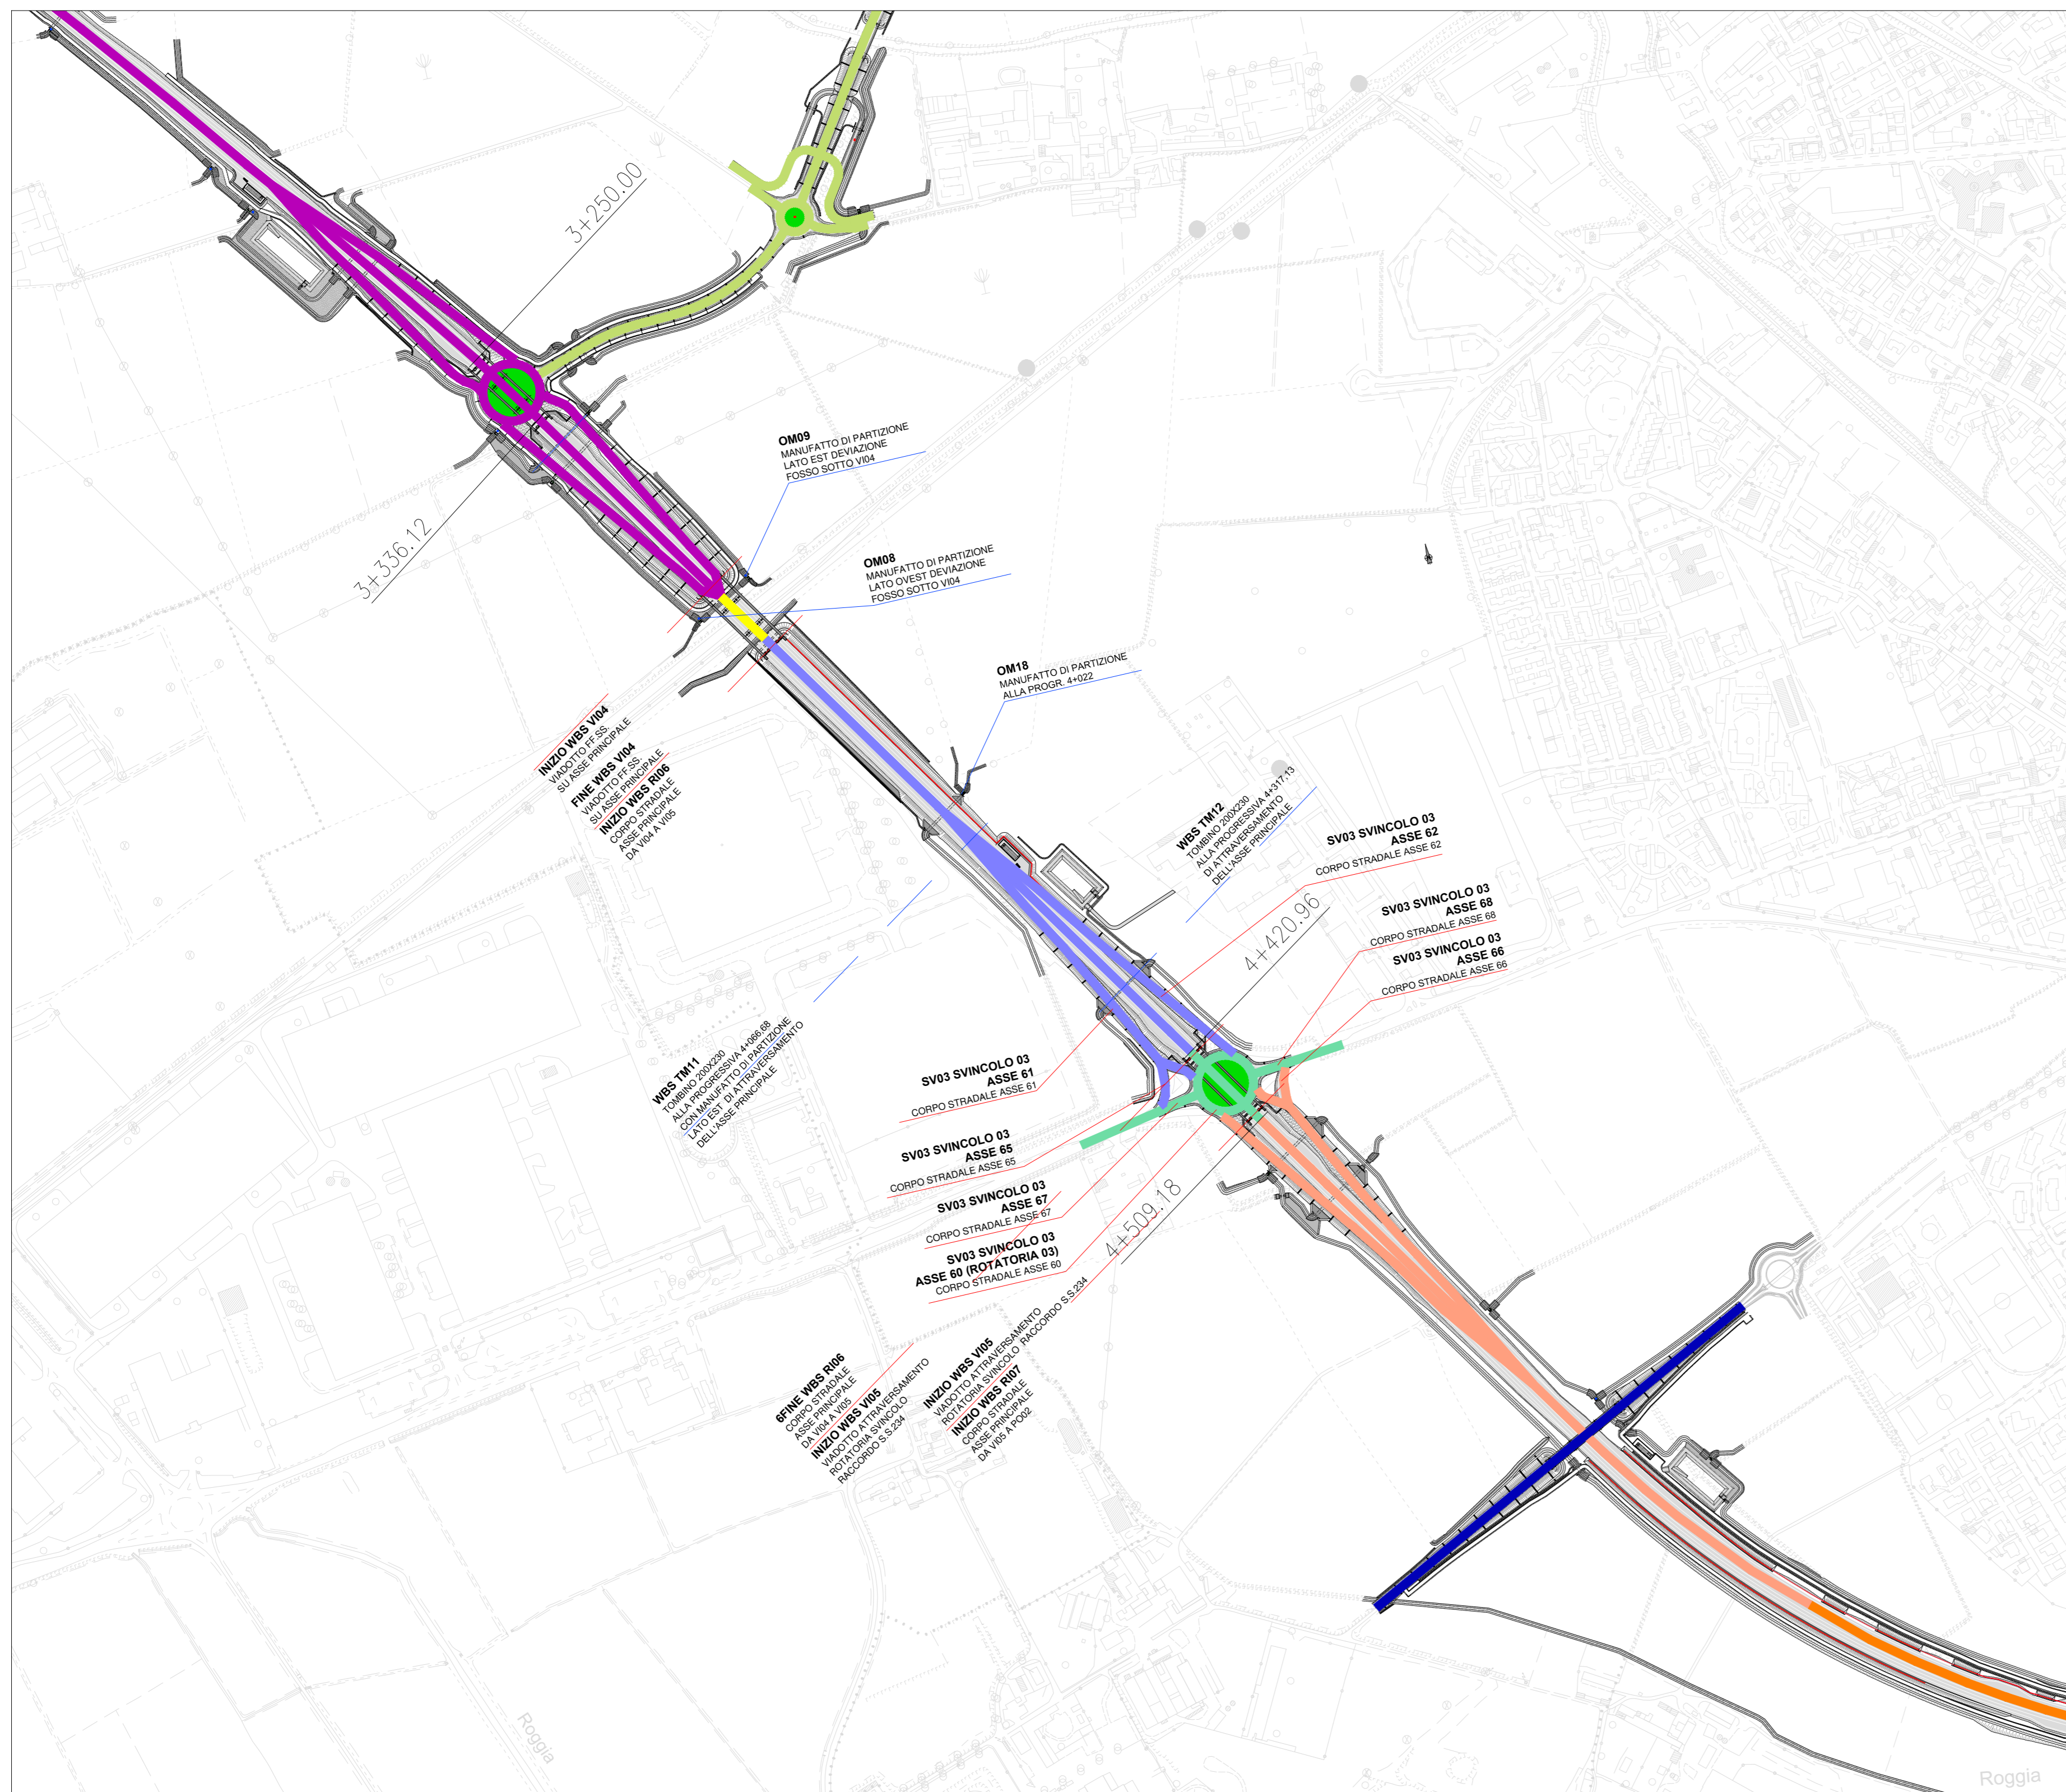 3+250.00
3+336.12
OM09
MANUFATTO DI PARTIZIONE
LATO EST DEVIAZIONE
FOSSO SOTTO VI04
OM08
MANUFATTO DI PARTIZIONE
LATO OVEST DEVIAZIONE
FOSSO SOTTO VI04
OM18
MANUFATTO DI PARTIZIONE
ALLA PROGR. 4+022
INIZIO WBS VI04
VIADOTTO FF.SS.
SU ASSE PRINCIPALE
FINE WBS VI04
VIADOTTO FF.SS.
SU ASSE PRINCIPALE
INIZIO WBS RI06
CORPO STRADALE
ASSE PRINCIPALE
DA VI04 A VI05
WBS TM12
TOMBINO 200X230
ALLA PROGRESSIVA 4+317.13
DI ATTRAVERSAMENTO
DELL'ASSE PRINCIPALE
SV03 SVINCOLO 03
ASSE 62
CORPO STRADALE ASSE 62
4+420.96
SV03 SVINCOLO 03
ASSE 68
CORPO STRADALE ASSE 68
SV03 SVINCOLO 03
ASSE 66
CORPO STRADALE ASSE 66
WBS TM11
TOMBINO 200X230
ALLA PROGRESSIVA 4+066.68
CON MANUFATTO DI PARTIZIONE
LATO EST DI ATTRAVERSAMENTO
DELL'ASSE PRINCIPALE
SV03 SVINCOLO 03
ASSE 61
CORPO STRADALE ASSE 61
SV03 SVINCOLO 03
ASSE 65
CORPO STRADALE ASSE 65
SV03 SVINCOLO 03
ASSE 67
CORPO STRADALE ASSE 67
SV03 SVINCOLO 03
ASSE 60 (ROTATORIA 03)
CORPO STRADALE ASSE 60
4+509.18
6FINE WBS RI06
CORPO STRADALE
ASSE PRINCIPALE
DA VI04 A VI05
INIZIO WBS VI05
VIADOTTO ATTRAVERSAMENTO
ROTATORIA SVINCOLO
RACCORDO S.S.234
INIZIO WBS VI05
VIADOTTO ATTRAVERSAMENTO
ROTATORIA SVINCOLO RACCORDO S.S.234
INIZIO WBS RI07
CORPO STRADALE
ASSE PRINCIPALE
DA VI05 A PO02
Roggia
Roggia